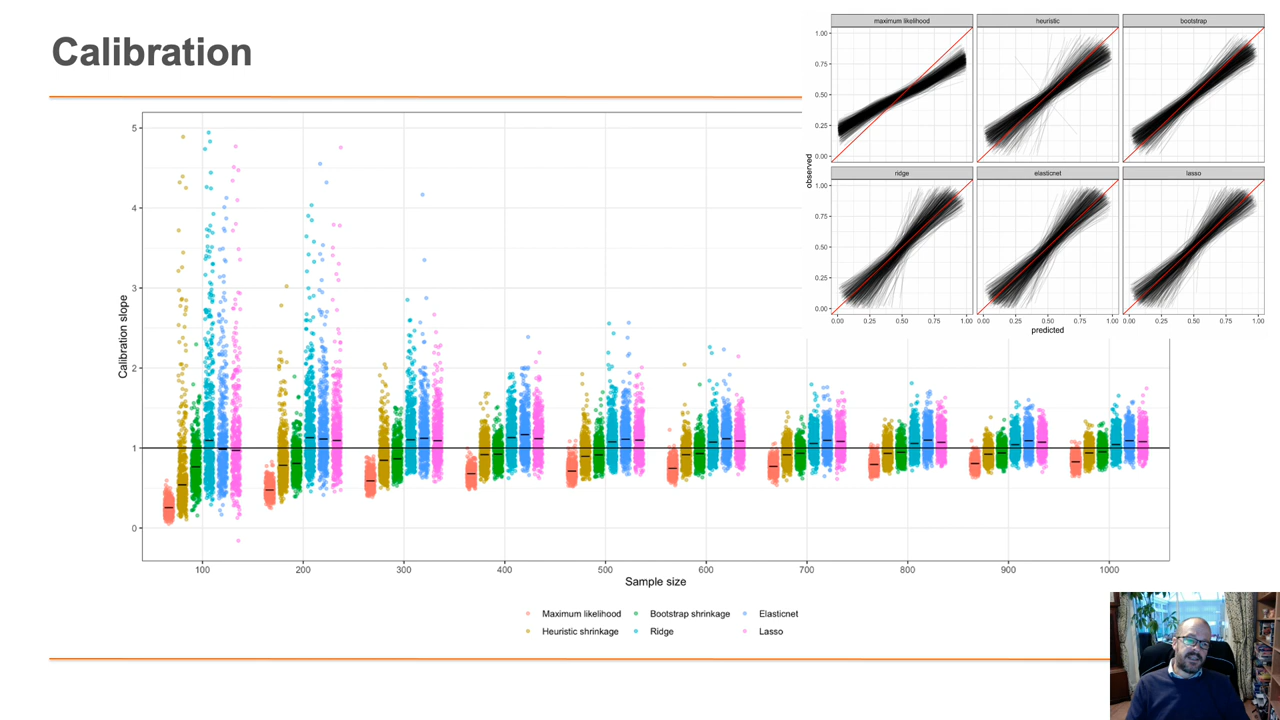 Calibration
maximum likelihood heuristic bootstrap
1.00
0.75
0.50
0.25
0.00
ridge elasticnet lasso
1.00
0.75
0.50
0.25
0.00
0.00 0.25 0.50 0.75 1.00 0.00 0.25 0.50 0.75 1.00 0.00 0.25 0.50 0.75 1.00
observed
predicted
5
4
3
2
1
0
Calibration slope
100 200 300 400 500 600 700 800 900 1000
Sample size
Maximum likelihood Bootstrap shrinkage Elasticnet
Heuristic shrinkage Ridge Lasso